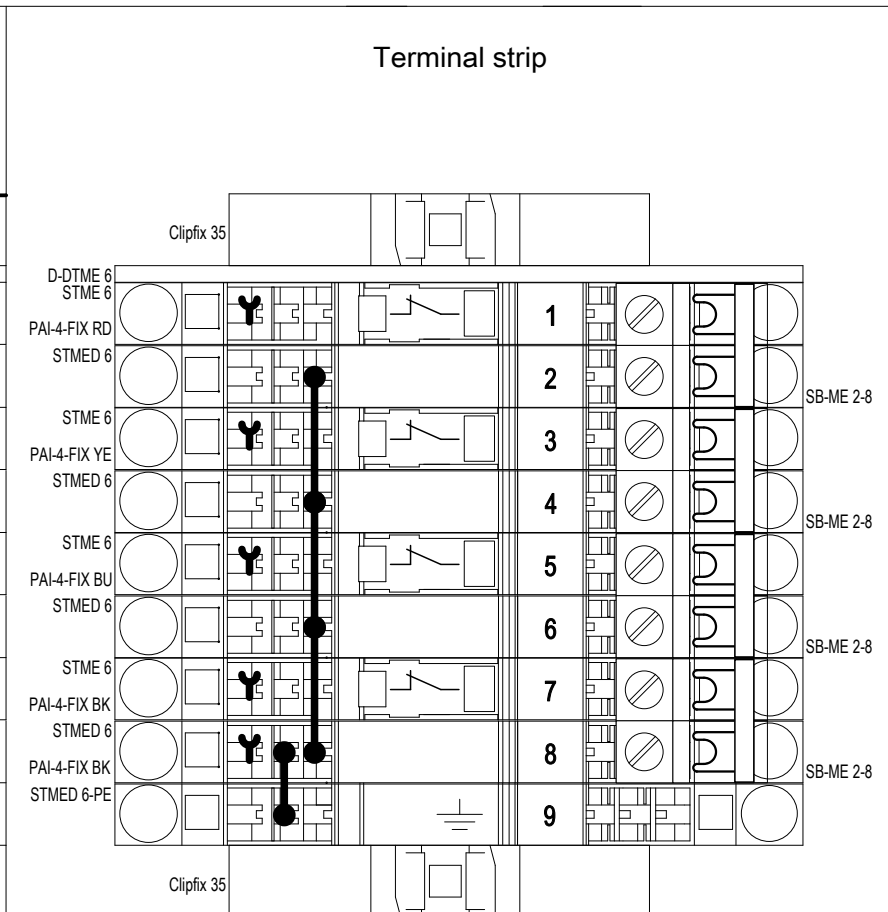 Terminal strip
Clipfix 35
D-DTME 6
STME 6
PAI-4-FIX RD
1
STMED 6
2
SB-ME 2-8
STME 6
PAI-4-FIX YE
3
STMED 6
4
SB-ME 2-8
STME 6
PAI-4-FIX BU
5
STMED 6
6
SB-ME 2-8
STME 6
PAI-4-FIX BK
7
STMED 6
PAI-4-FIX BK
8
SB-ME 2-8
STMED 6-PE
9
Clipfix 35